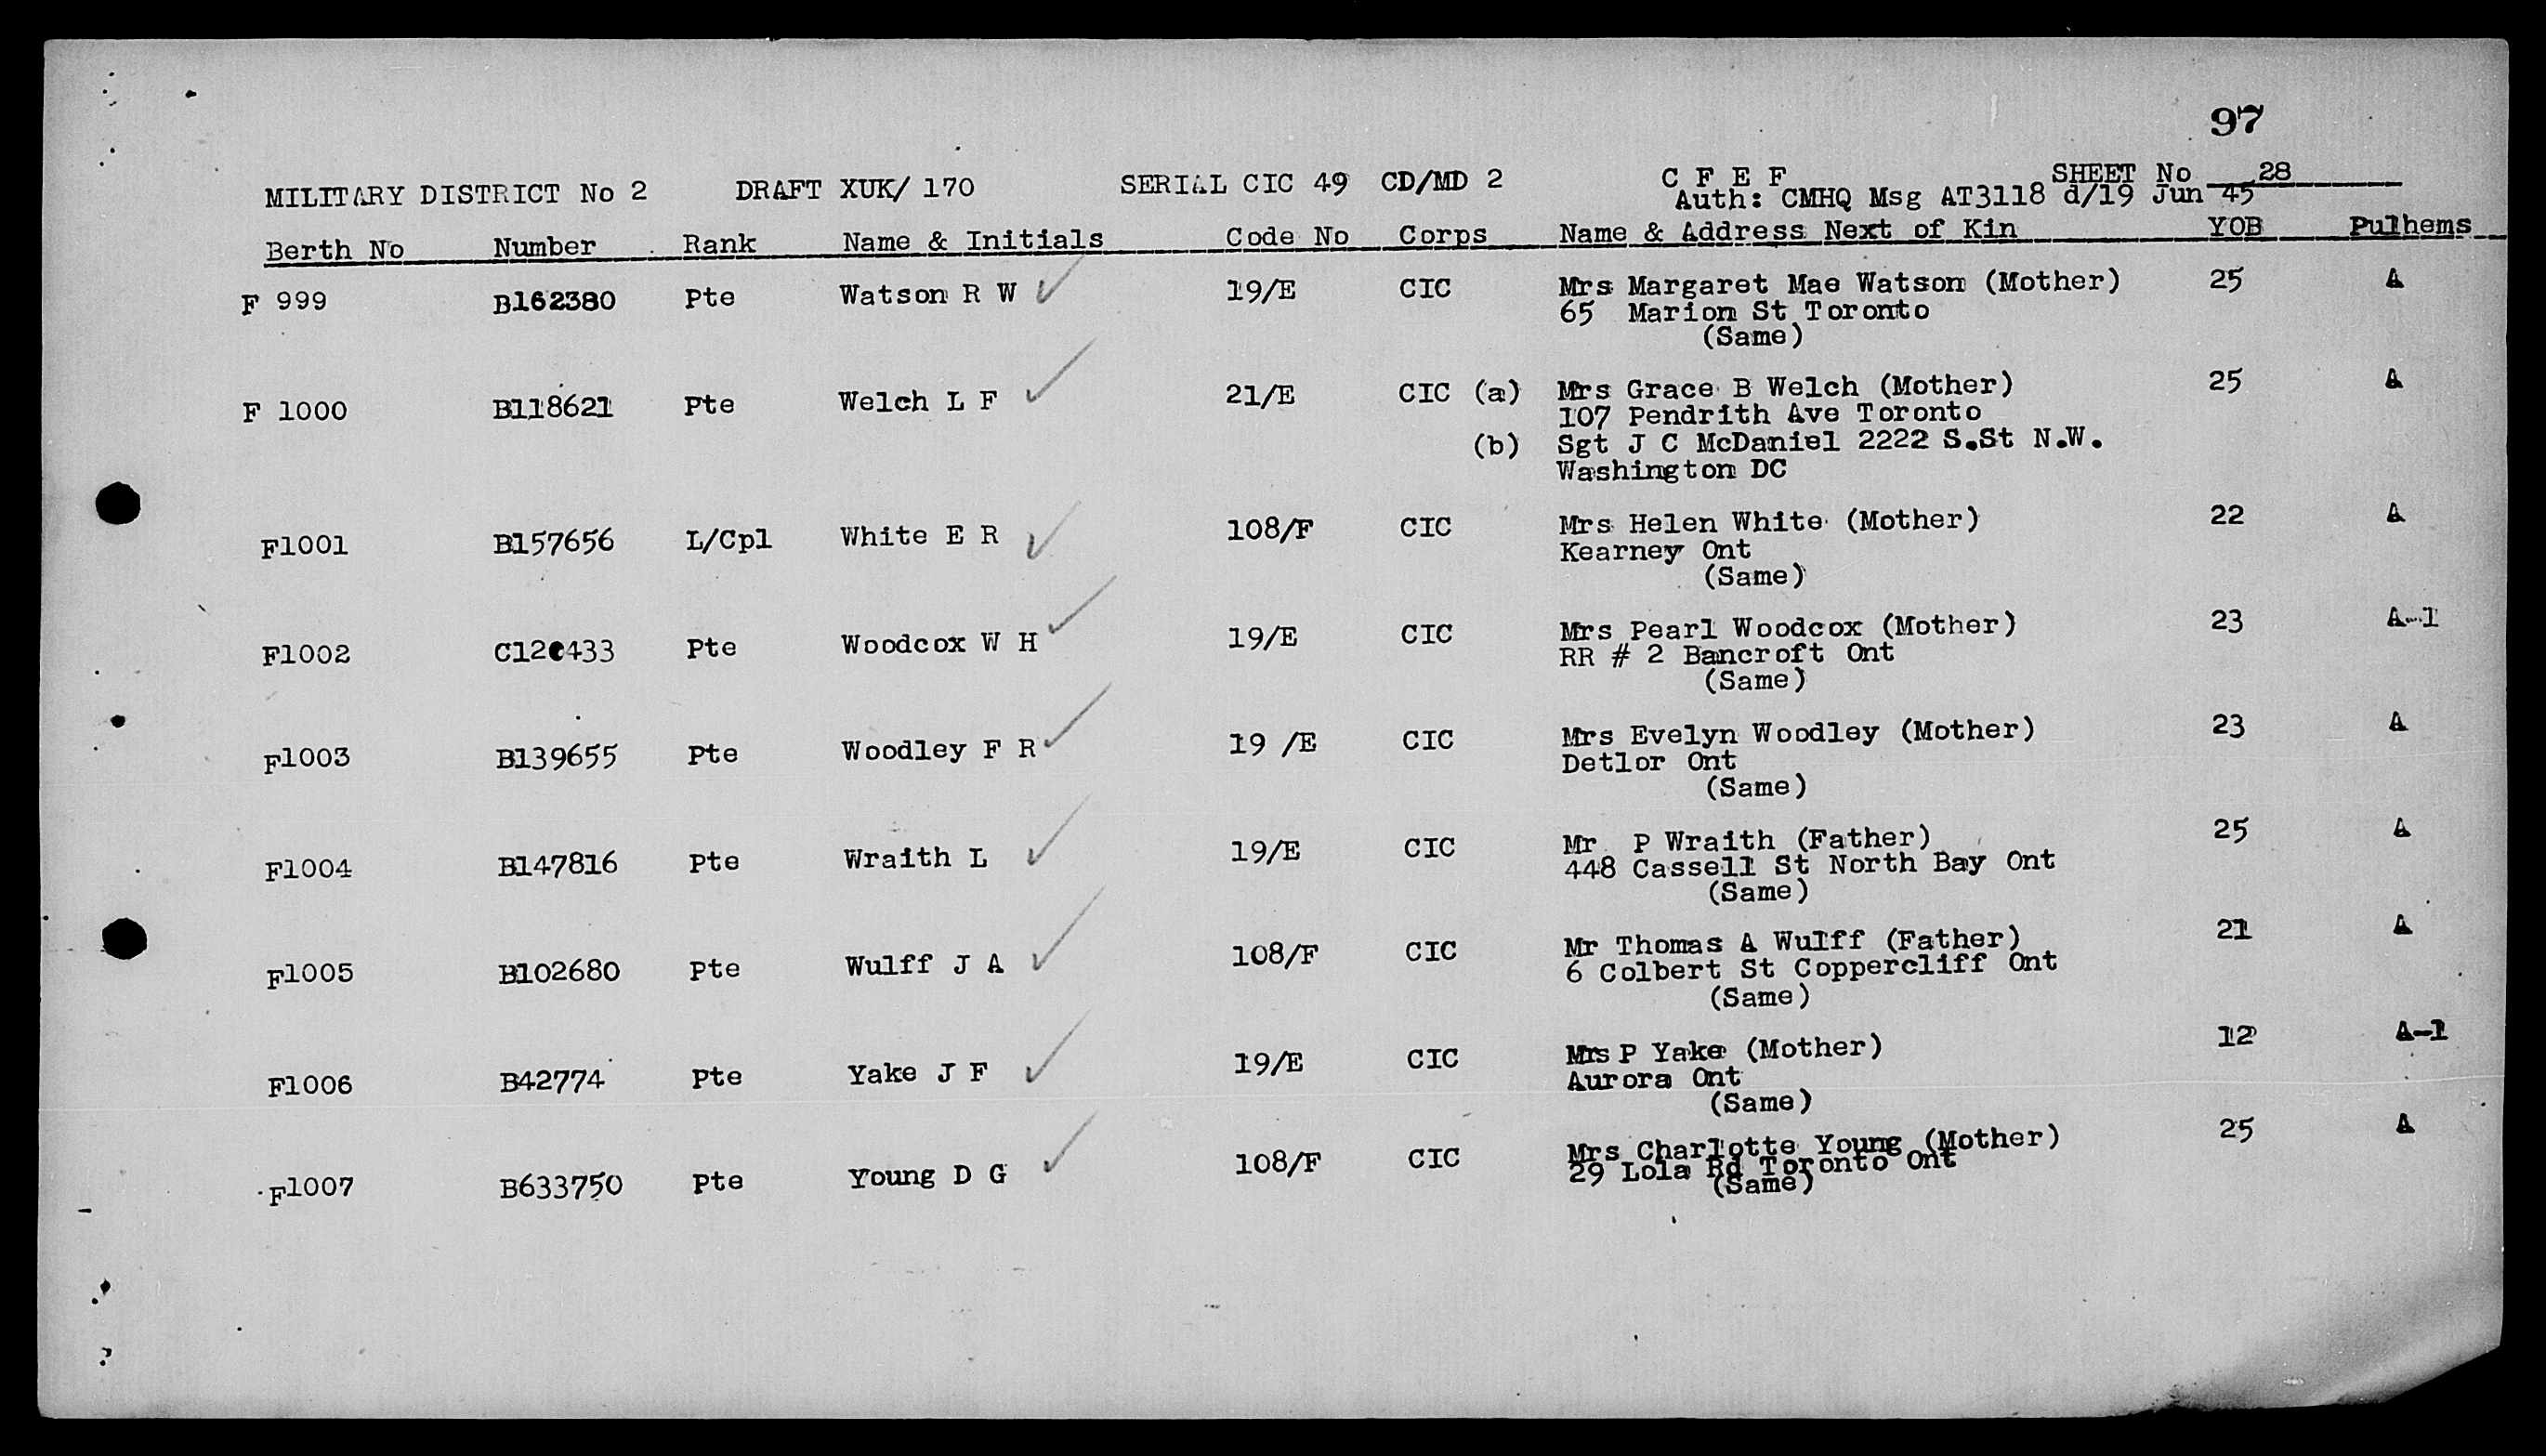 97
MILITARY DISTRICT No 2 DRAFT XUK/ 170 SERIAL CIC 49 CD/MD 2 C F E F SHEET No 28
Auth: CMHQ Msg AT3118 d/19 Jun 45
Berth No Number Rank Name & Initials Code No Corps Name & Address Next of Kin YOB Pulhems
F 999 B162380 Pte Watson R W 19/E CIC Mrs Margaret Mae Watson (Mother) 25 A
65 Marion St Toronto
(Same)
F 1000 B118621 Pte Welch L F 21/E CIC (a) Mrs Grace B Welch (Mother) 25 A
107 Pendrith Ave Toronto
(b) Sgt J C McDaniel 2222 S.St N.W.
Washington DC
F1001 B157656 L/Cpl White E R 108/F CIC Mrs Helen White (Mother) 22 A
Kearney Ont
(Same)
F1002 Pte Woodcox W H 19/E CIC Mrs Pearl Woodcox (Mother) 23 A-1
RR # 2 Bancroft Ont
(Same)
F1003 B139655 Pte Woodley F R 19 /E CIC Mrs Evelyn Woodley (Mother) 23 A
Detlor Ont
(Same)
F1004 B147816 Pte Wraith L 19/E CIC Mr P Wraith (Father) 25 A
448 Cassell St North Bay Ont
(Same)
F1005 B102680 Pte Wulff J A 108/F CIC Mr Thomas A Wulff (Father) 21 A
6 Colbert St Coppercliff Ont
(Same)
F1006 B42774 Pte Yake J F 19/E CIC Mrs P Yake (Mother) 12 A-1
Aurora Ont
(Same)
F1007 B633750 Pte Young D G 108/F CIC Mrs Charlotte Young (Mother) 25 A
29 Lola Rd Toronto Ont
(Same)